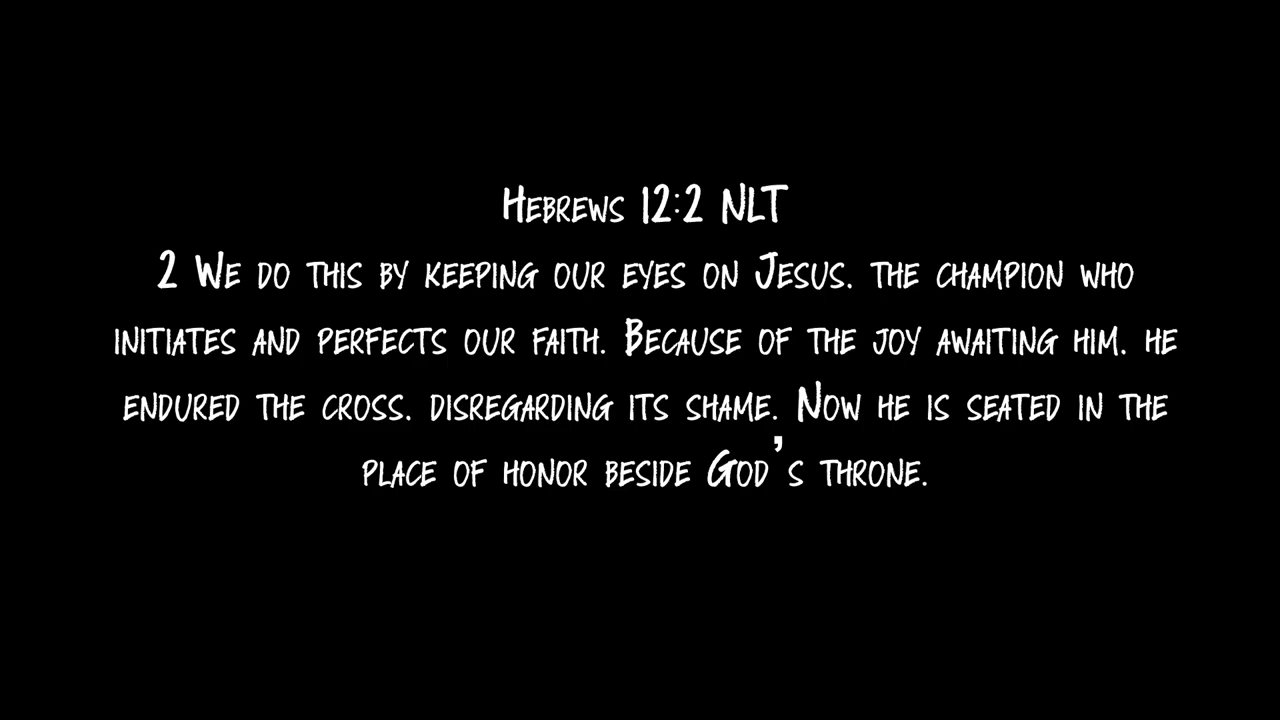 Hebrews 12:2 NLT
2 We do this by keeping our eyes on Jesus, the champion who
initiates and perfects our faith. Because of the joy awaiting him, he
endured the cross, disregarding its shame. Now he is seated in the
place of honor beside God's throne.